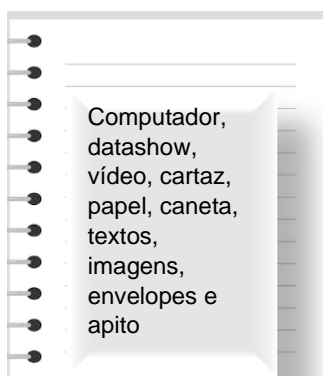 Computador,
datashow,
vídeo, cartaz,
papel, caneta,
textos,
imagens,
envelopes e
apito